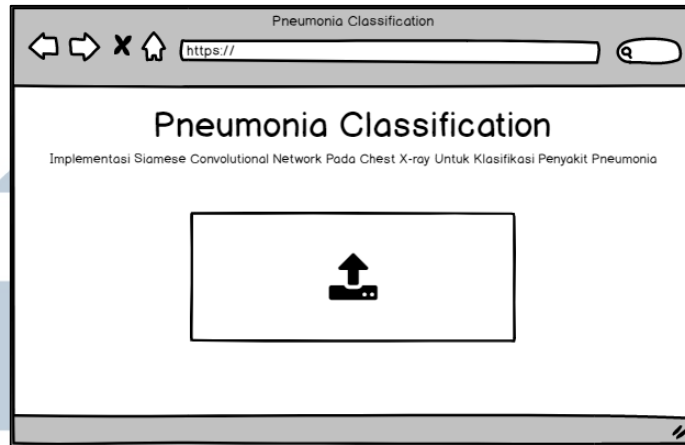 Pneumonia Classification
https://
Pneumonia Classification
Implementasi Siamese Convolutional Network Pada Chest X-ray Untuk Klasifikasi Penyakit Pneumonia